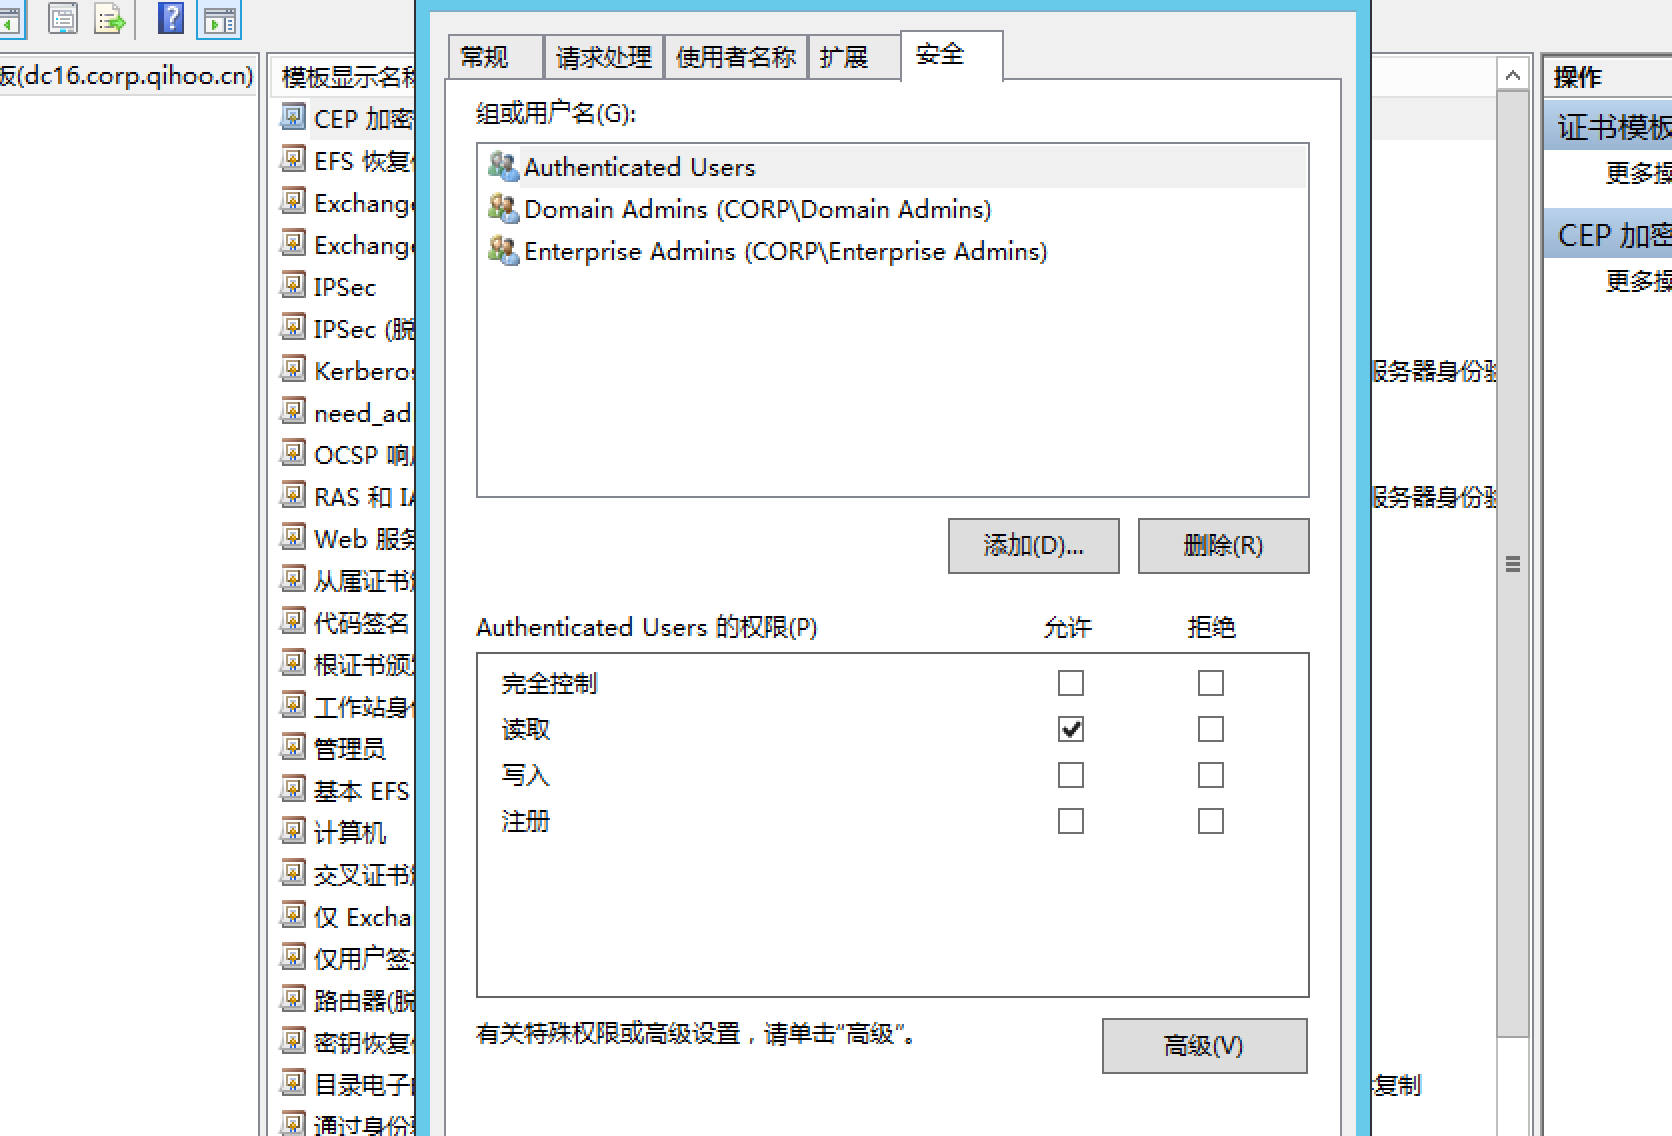 板(dc16.corp.qihoo.cn)
模板显示名称
CEP 加密
EFS 恢复
Exchange
Exchange
IPSec
IPSec (脱
Kerberos
need_ad
OCSP 响
RAS 和 IA
Web 服务
从属证书
代码签名
根证书颁
工作站身
管理员
基本 EFS
计算机
交叉证书
仅 Excha
仅用户签
路由器(脱
密钥恢复
目录电子
通过身份
常规
请求处理
使用者名称
扩展
安全
组或用户名(G):
Authenticated Users
Domain Admins (CORP\Domain Admins)
Enterprise Admins (CORP\Enterprise Admins)
添加(D)...
删除(R)
Authenticated Users 的权限(P)
允许
拒绝
完全控制
读取
写入
注册
有关特殊权限或高级设置，请单击“高级”。
高级(V)
服务器身份验
服务器身份验
复制
操作
证书模板
更多操
CEP 加密
更多操